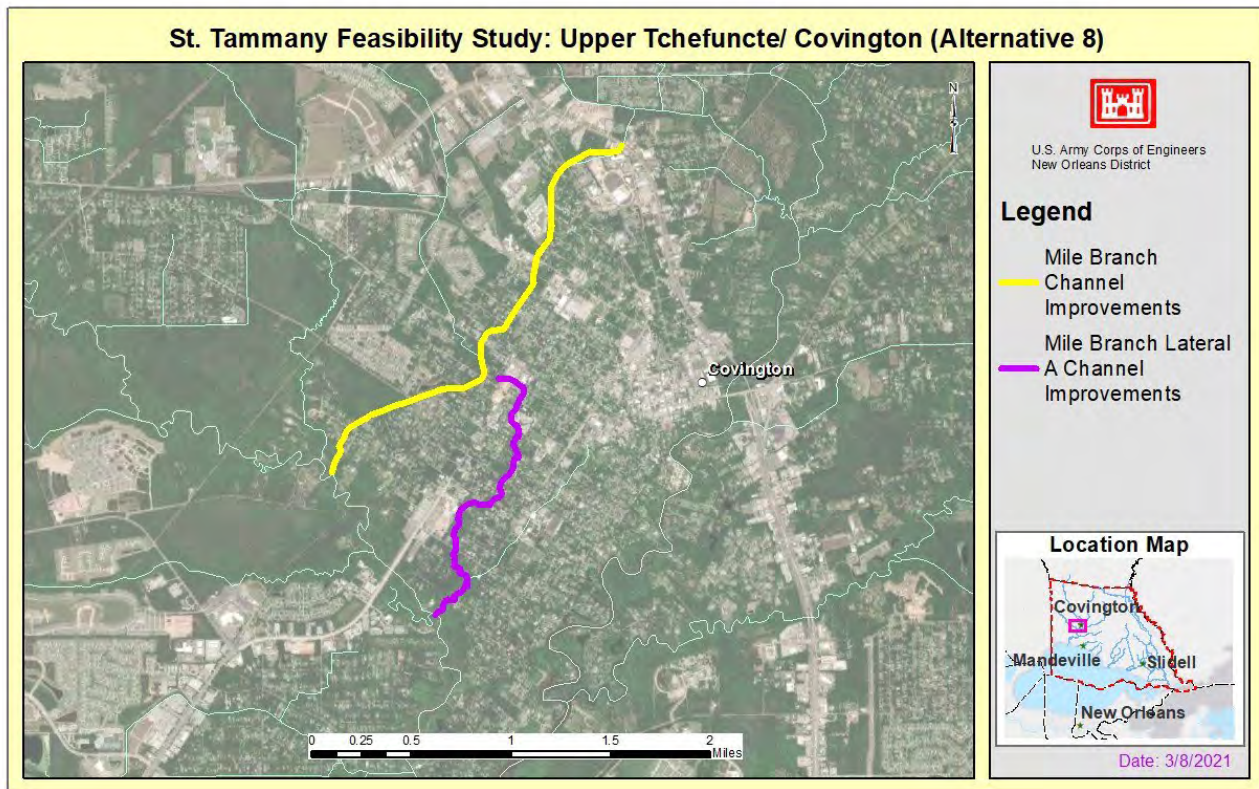 St. Tammany Feasibility Study: Upper Tchefuncte/ Covington (Alternative 8)
N
Covington
0 0.25 0.5 1 1.5 2
Miles
U.S. Army Corps of Engineers
New Orleans District
Legend
Mile Branch
Channel
Improvements
Mile Branch Lateral
A Channel
Improvements
Location Map
Covington
Mandeville
Slidell
New Orleans
Date: 3/8/2021